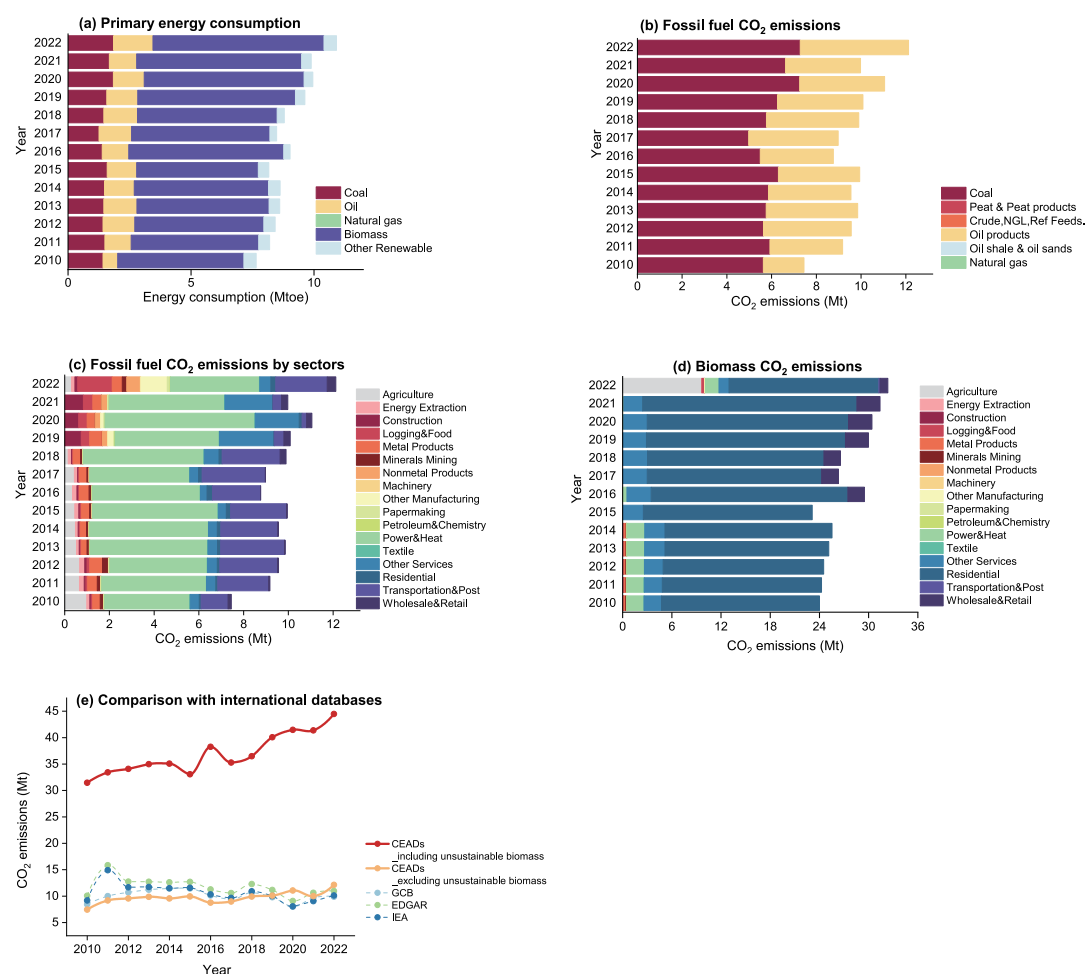 (a) Primary energy consumption
2022
2021
2020
2019
2018
2017
2016
2015
2014
2013
2012
2011
2010
Year
Coal
Oil
Natural gas
Biomass
Other Renewable
5
10
Energy consumption (Mtoe)
(b) Fossil fuel CO₂ emissions
2022
2021
2020
2019
2018
2017
2016
2015
2014
2013
2012
2011
2010
Year
Coal
Peat & Peat products
Crude,NGL,Ref Feeds.
Oil products
Oil shale & oil sands
Natural gas
0 2 4 6 8 10 12
CO₂ emissions (Mt)
(c) Fossil fuel CO₂ emissions by sectors
2022
2021
2020
2019
2018
2017
2016
2015
2014
2013
2012
2011
2010
Year
Agriculture
Energy Extraction
Construction
Logging&Food
Metal Products
Minerals Mining
Nonmetal Products
Machinery
Other Manufacturing
Papermaking
Petroleum&Chemistry
Power&Heat
Textile
Other Services
Residential
Transportation&Post
Wholesale&Retail
0 2 4 6 8 10 12
CO₂ emissions (Mt)
(d) Biomass CO₂ emissions
2022
2021
2020
2019
2018
2017
2016
2015
2014
2013
2012
2011
2010
Year
Agriculture
Energy Extraction
Construction
Logging&Food
Metal Products
Minerals Mining
Nonmetal Products
Machinery
Other Manufacturing
Papermaking
Petroleum&Chemistry
Power&Heat
Textile
Other Services
Residential
Transportation&Post
Wholesale&Retail
0 6 12 18 24 30 36
CO₂ emissions (Mt)
(e) Comparison with international databases
45
40
35
30
25
20
15
10
5
CO₂ emissions (Mt)
CEADs
_including unsustainable biomass
CEADs
_excluding unsustainable biomass
GCB
EDGAR
IEA
2010 2012 2014 2016 2018 2020 2022
Year